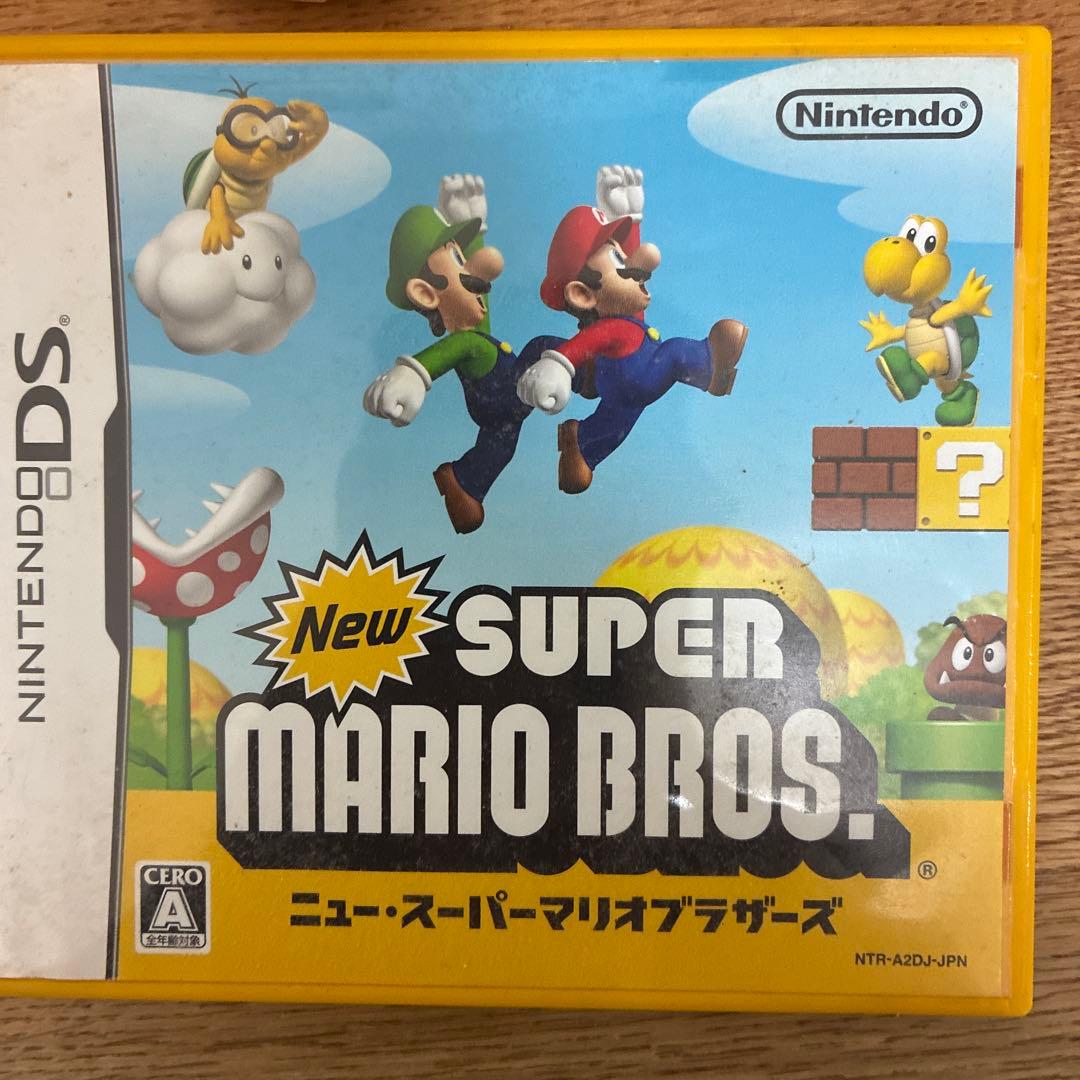 Nintendo®
NINTENDO DS®
?
New SUPER
MARIO BROS.
®
ニュー・スーパーマリオブラザーズ
CERO
A
全年齢対象
NTR-A2DJ-JPN